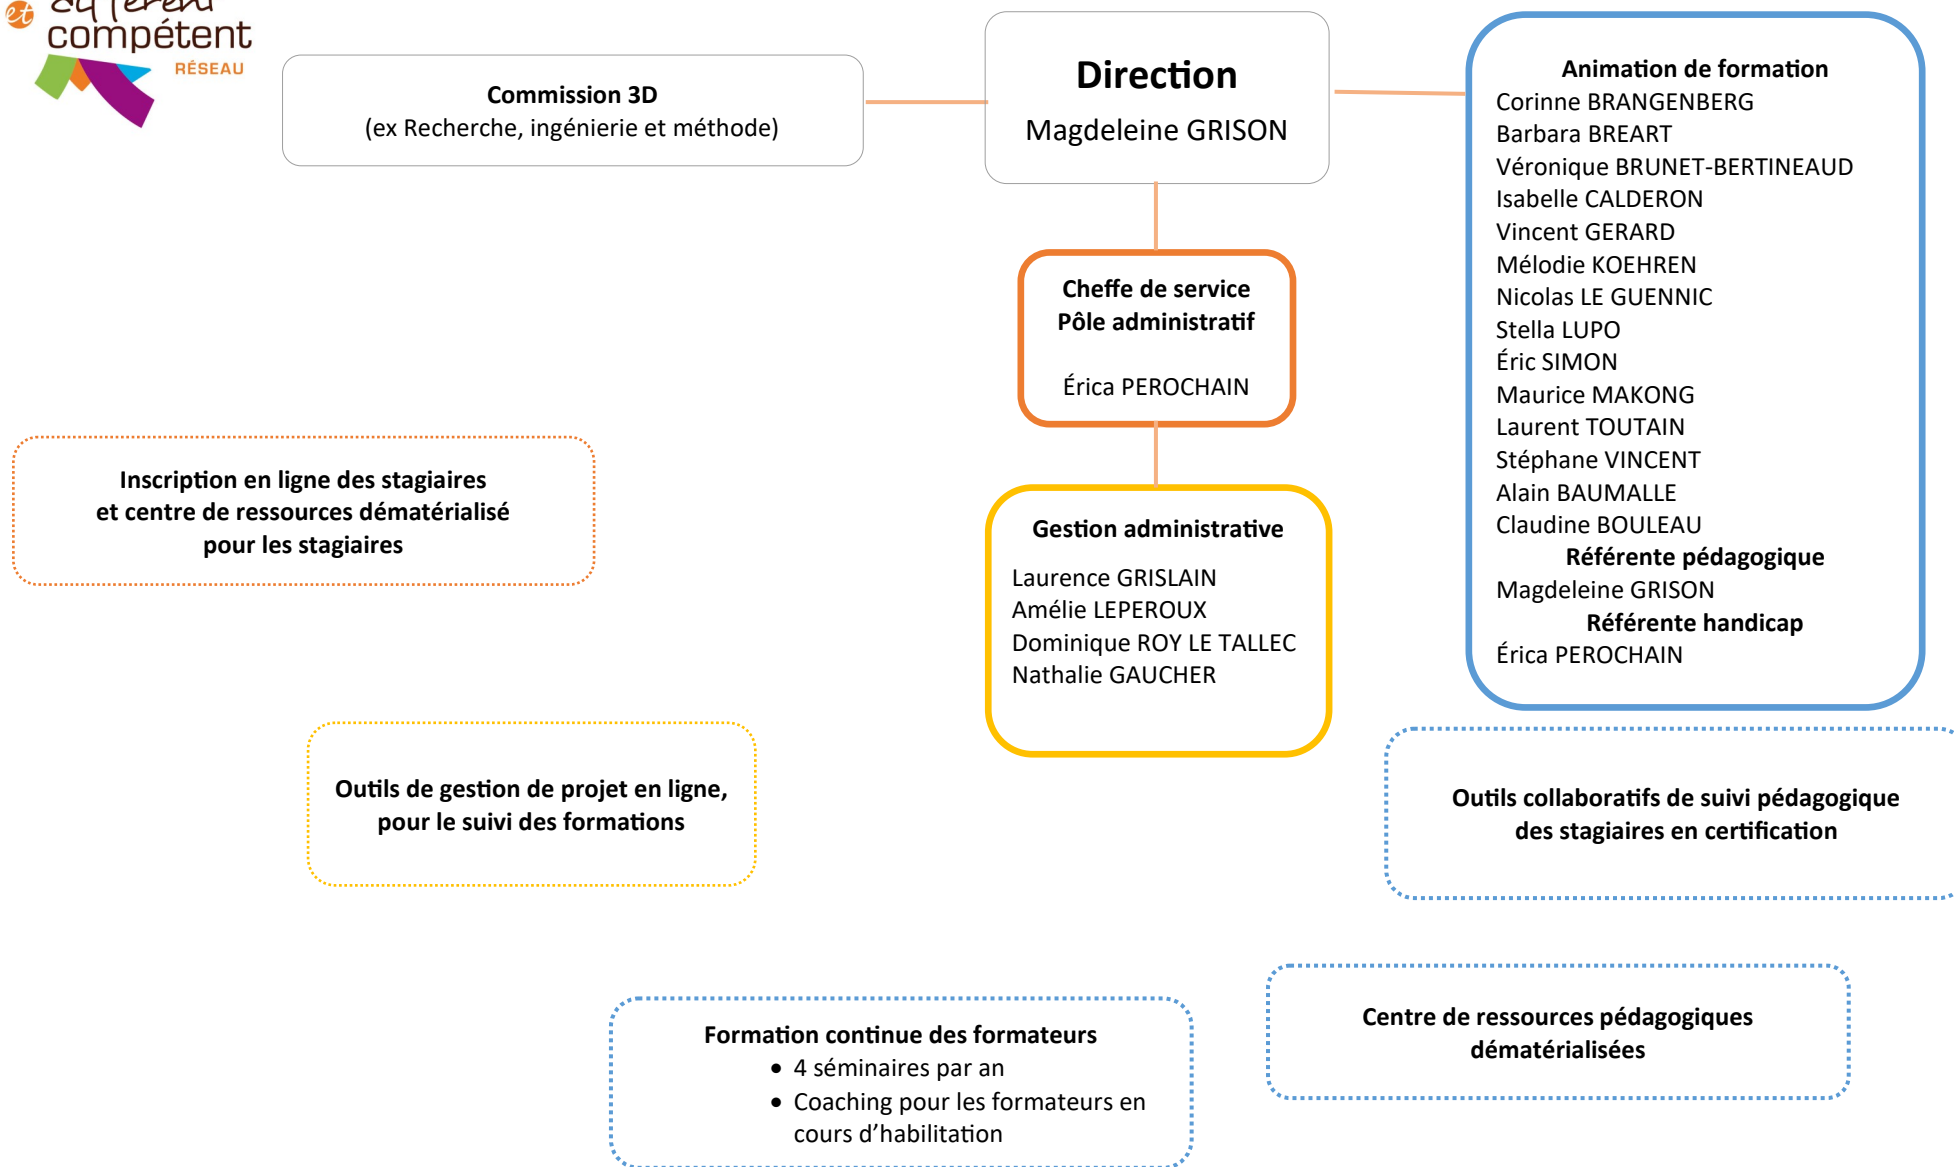 et différent
compétent
RÉSEAU
Commission 3D
(ex Recherche, ingénierie et méthode)
Direction
Magdeleine GRISON
Animation de formation
Corinne BRANGENBERG
Barbara BREART
Véronique BRUNET-BERTINEAUD
Isabelle CALDERON
Vincent GERARD
Mélodie KOEHREN
Nicolas LE GUENNIC
Stella LUPO
Éric SIMON
Maurice MAKONG
Laurent TOUTAIN
Stéphane VINCENT
Alain BAUMALLE
Claudine BOULEAU
Référente pédagogique
Magdeleine GRISON
Référente handicap
Érica PEROCHAIN
Cheffe de service
Pôle administratif
Érica PEROCHAIN
Gestion administrative
Laurence GRISLAIN
Amélie LEPEROUX
Dominique ROY LE TALLEC
Nathalie GAUCHER
Inscription en ligne des stagiaires
et centre de ressources dématérialisé
pour les stagiaires
Outils de gestion de projet en ligne,
pour le suivi des formations
Outils collaboratifs de suivi pédagogique
des stagiaires en certification
Centre de ressources pédagogiques
dématérialisées
Formation continue des formateurs
• 4 séminaires par an
• Coaching pour les formateurs en
cours d’habilitation